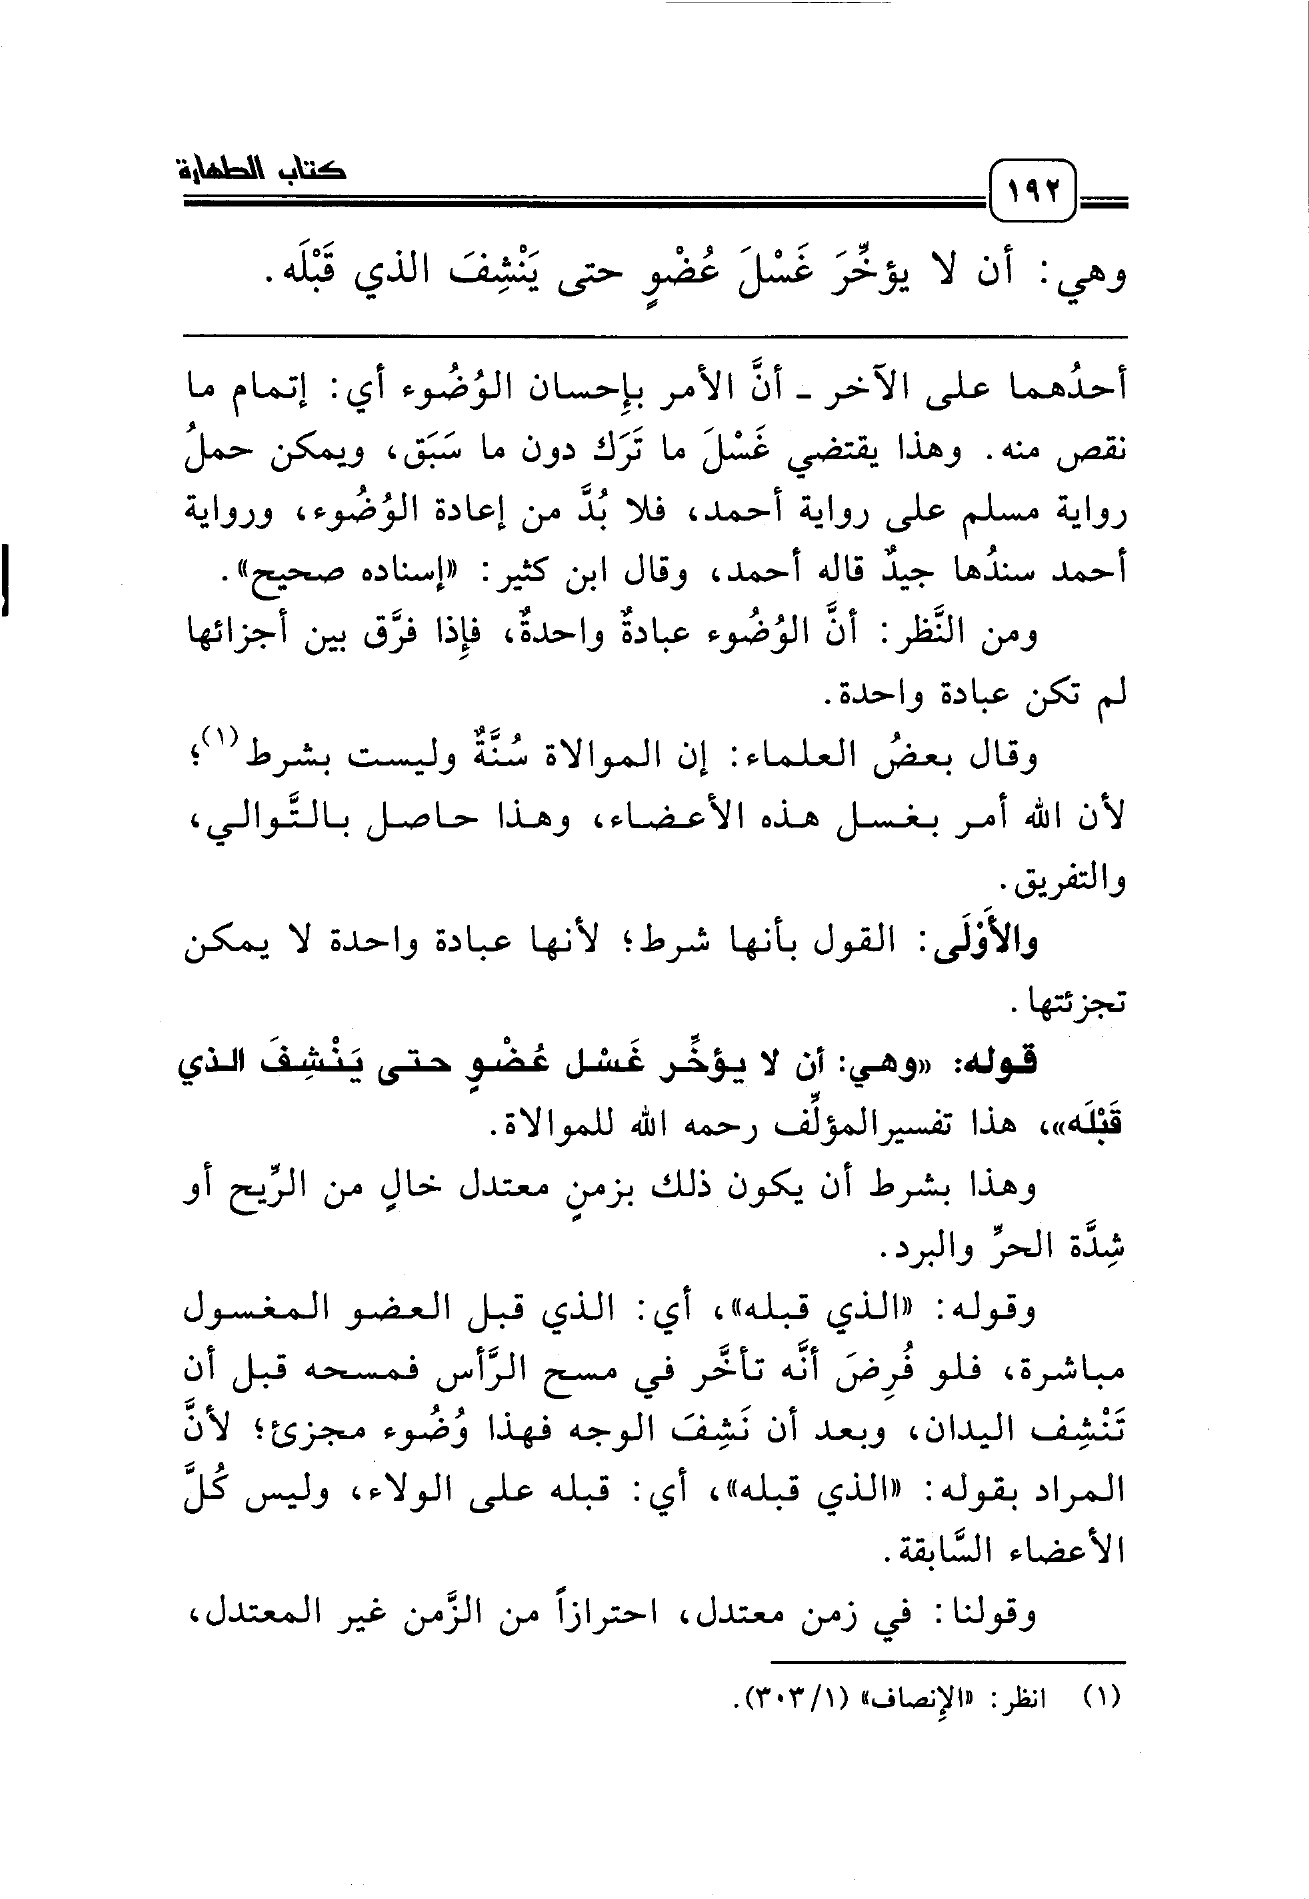 كتاب الطهارة
١٩٢
وهي: أن لا يؤخِّرَ غَسْلَ عُضْوٍ حتى يَنْشِفَ الذي قَبْلَه.
أحدُهما على الآخر ـ أنَّ الأمر بإحسان الوُضُوء أي: إتمام ما
نقص منه. وهذا يقتضي غَسْلَ ما تَرَك دون ما سَبَق، ويمكن حملُ
رواية مسلم على رواية أحمد، فلا بُدَّ من إعادة الوُضُوء، ورواية
أحمد سندُها جيدٌ قاله أحمد، وقال ابن كثير: «إسناده صحيح».
ومن النَّظر: أنَّ الوُضُوء عبادةٌ واحدةٌ، فإِذا فرَّق بين أجزائها
لم تكن عبادة واحدة.
وقال بعضُ العلماء: إن الموالاة سُنَّةٌ وليست بشرط(١)؛
لأن الله أمر بغسل هذه الأعضاء، وهذا حاصل بالتَّوالي،
والتفريق.
والأَوْلَى: القول بأنها شرط؛ لأنها عبادة واحدة لا يمكن
تجزئتها.
قوله: «وهي: أن لا يؤخِّر غَسْل عُضْوٍ حتى يَنْشِفَ الذي
قَبْلَه»، هذا تفسيرالمؤلِّف رحمه الله للموالاة.
وهذا بشرط أن يكون ذلك بزمنٍ معتدل خالٍ من الرِّيح أو
شِدَّة الحرِّ والبرد.
وقوله: «الذي قبله»، أي: الذي قبل العضو المغسول
مباشرة، فلو فُرِضَ أنَّه تأخَّر في مسح الرَّأس فمسحه قبل أن
تَنْشِف اليدان، وبعد أن نَشِفَ الوجه فهذا وُضُوء مجزئ؛ لأنَّ
المراد بقوله: «الذي قبله»، أي: قبله على الولاء، وليس كُلَّ
الأعضاء السَّابقة.
وقولنا: في زمن معتدل، احترازاً من الزَّمن غير المعتدل،
(١) انظر: «الإِنصاف» (٣٠٣/١).